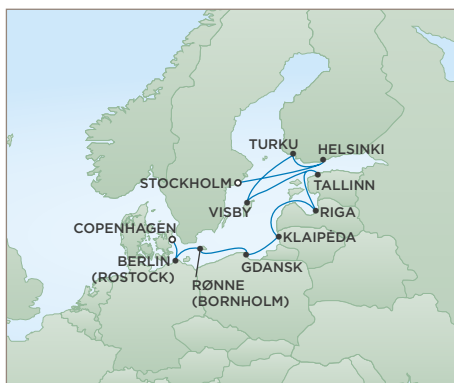 TURKU
HELSINKI
STOCKHOLM
TALLINN
VISBY
RIGA
COPENHAGEN
KLAIPĖDA
BERLIN
(ROSTOCK)
GDANSK
RØNNE
(BORNHOLM)